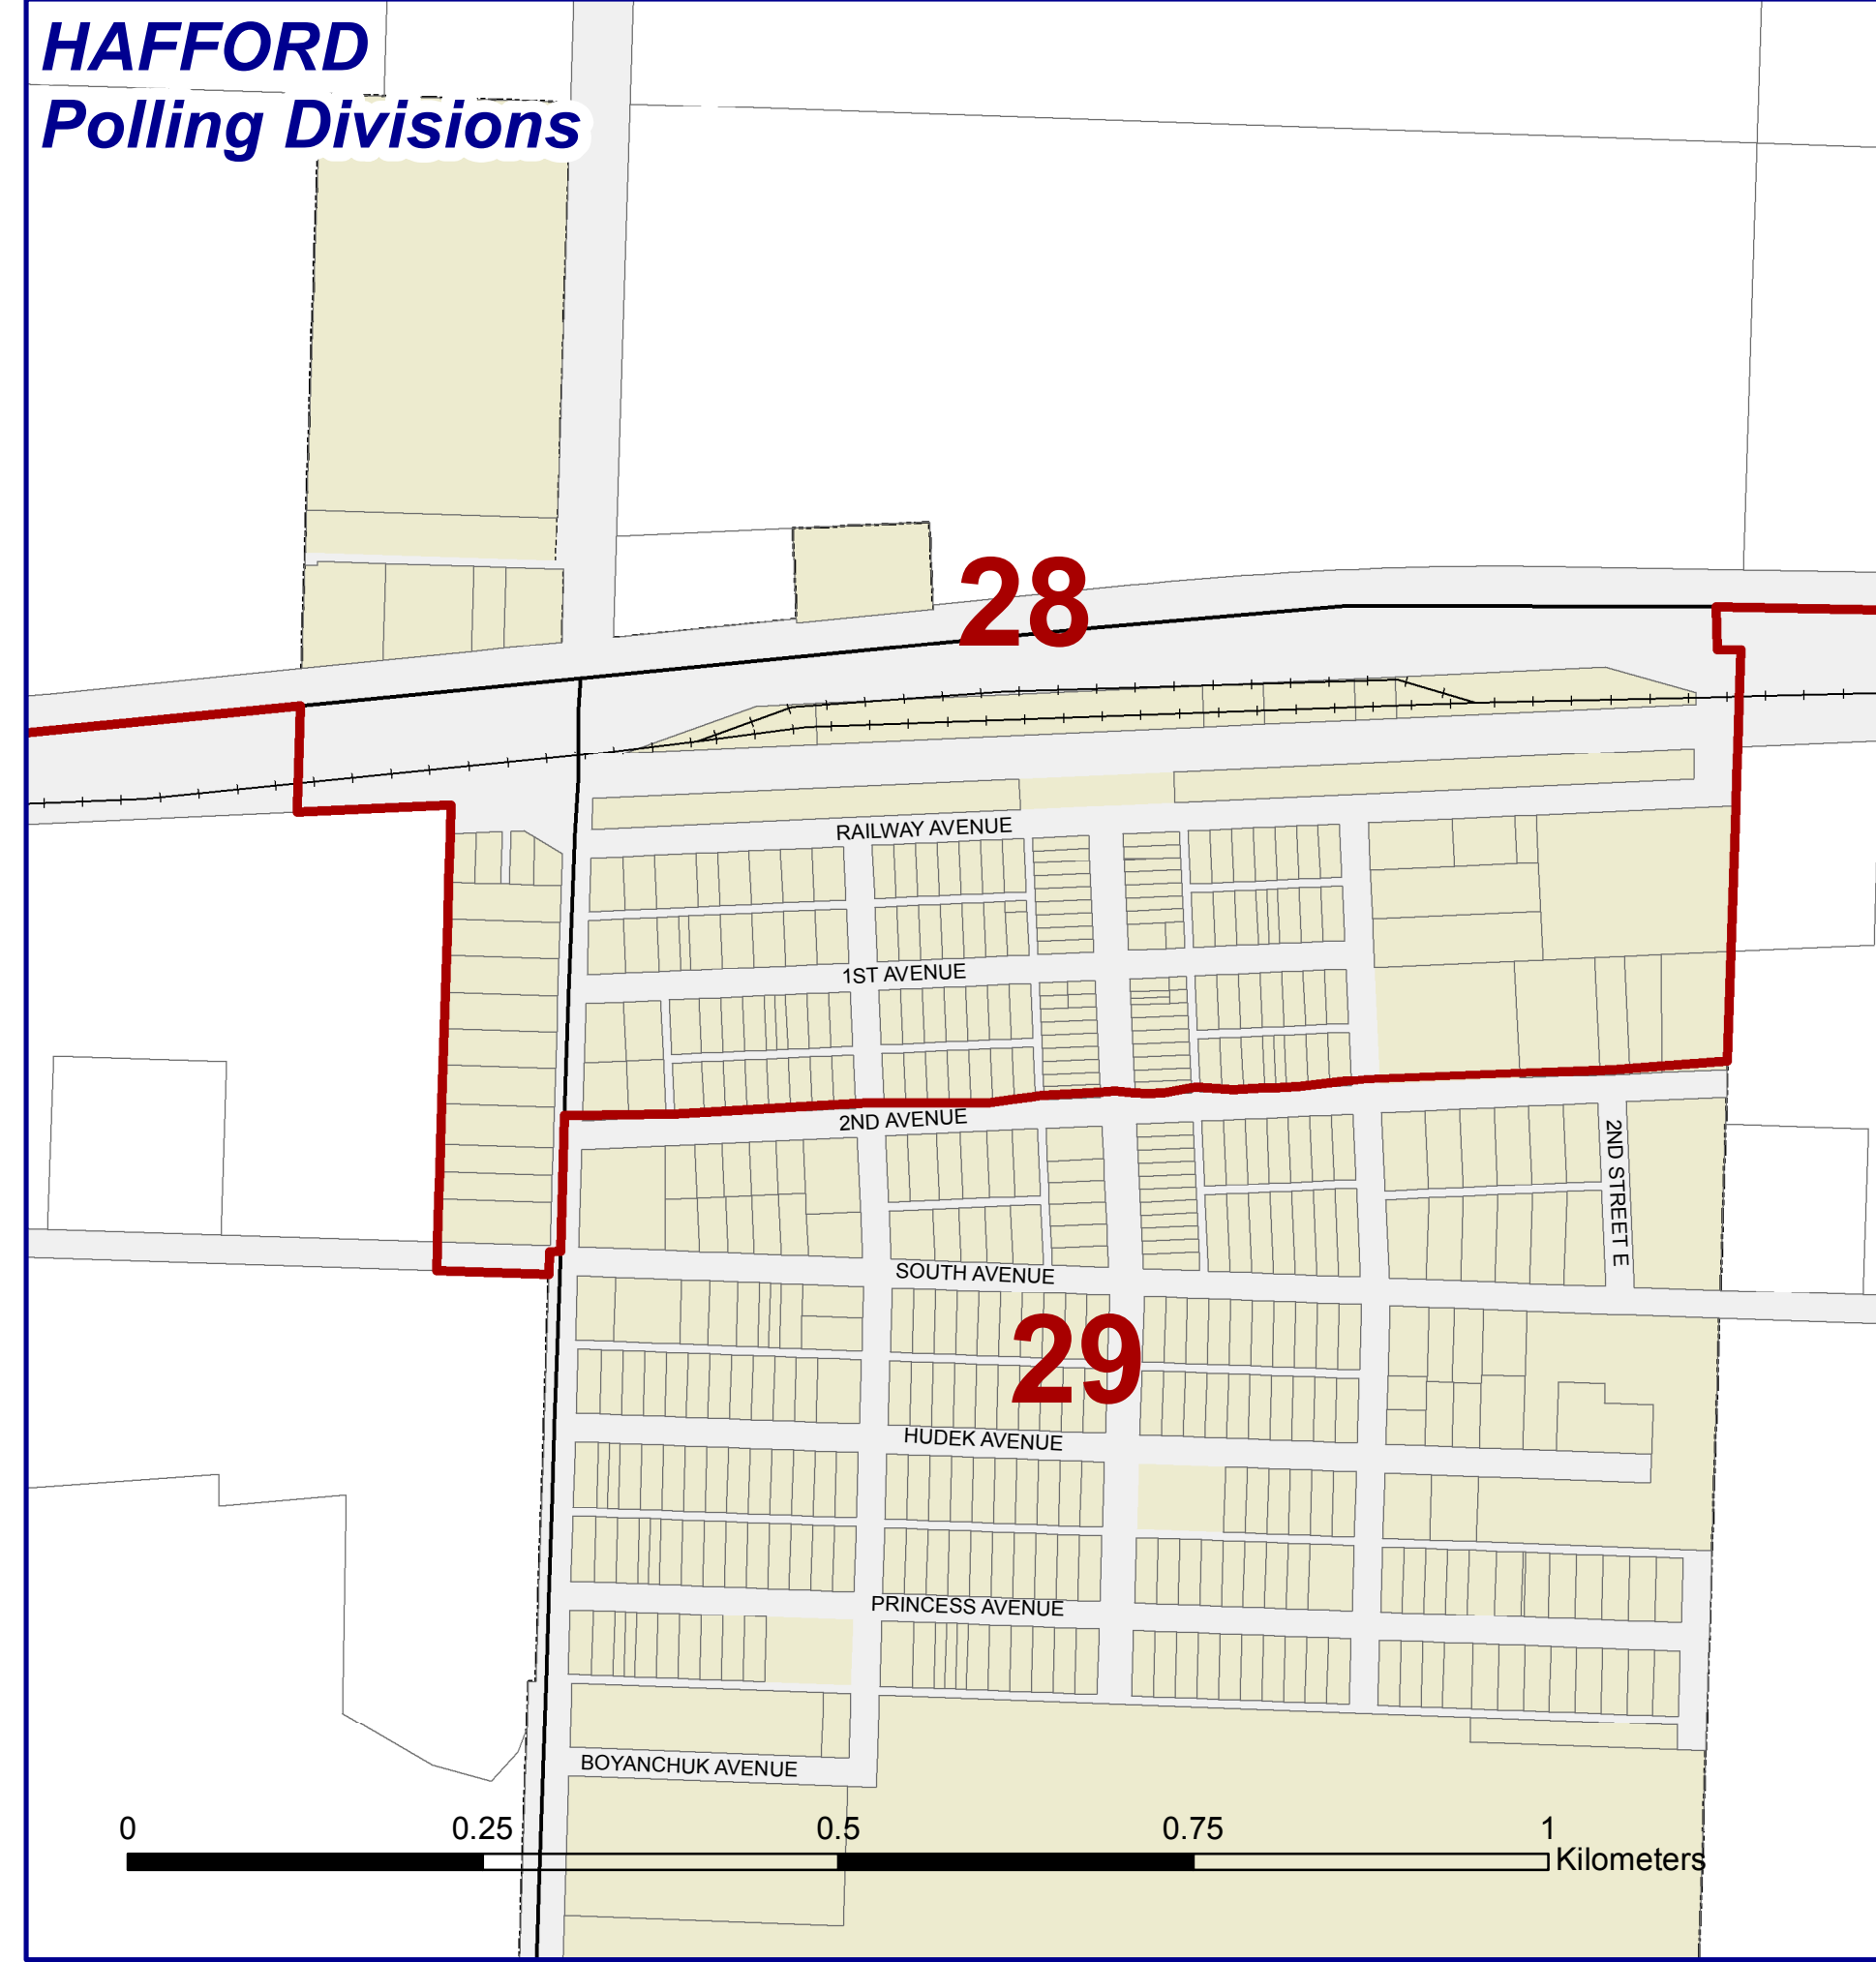 HAFFORD
Polling Divisions
28
RAILWAY AVENUE
1ST AVENUE
2ND AVENUE
2ND STREET E
SOUTH AVENUE
29
HUDEK AVENUE
PRINCESS AVENUE
BOYANCHUK AVENUE
0 0.25 0.5 0.75 1
Kilometers